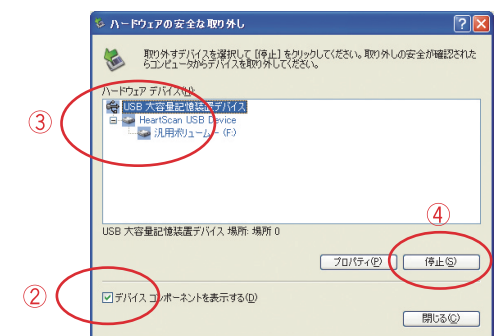 ハードウェアの安全な取り外し
取り外すデバイスを選択して [停止] をクリックしてください。取り外しの安全が確認された
らコンピュータからデバイスを取り外してください。
ハードウェア デバイス(H):
③
USB 大容量記憶装置デバイス
HeartScan USB Device
汎用ボリューム - (F:)
④
USB 大容量記憶装置デバイス 場所: 場所 0
プロパティ(P)
停止(S)
②
デバイス コンポーネントを表示する(D)
閉じる(C)